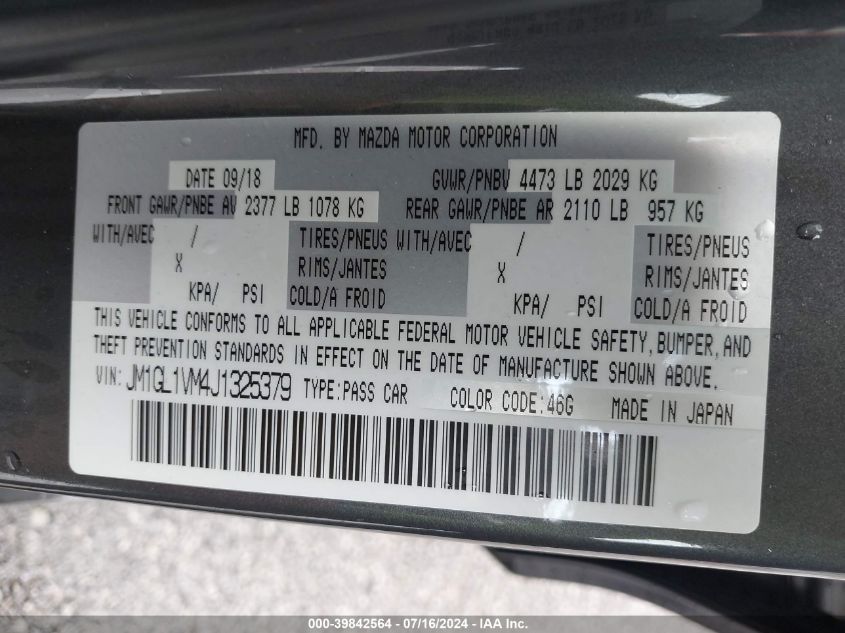 MFD. BY MAZDA MOTOR CORPORATION
DATE 09/18 GVWR/PNBV 4473 LB 2029 KG
FRONT GAWR/PNBE AV 2377 LB 1078 KG REAR GAWR/PNBE AR 2110 LB 957 KG
WITH/AVEC / TIRES/PNEUS WITH/AVEC / TIRES/PNEUS
X RIMS/JANTES X RIMS/JANTES
KPA/ PSI COLD/A FROID KPA/ PSI COLD/A FROID
THIS VEHICLE CONFORMS TO ALL APPLICABLE FEDERAL MOTOR VEHICLE SAFETY, BUMPER, AND
THEFT PREVENTION STANDARDS IN EFFECT ON THE DATE OF MANUFACTURE SHOWN ABOVE.
VIN: JM1GL1VM4J1325379 TYPE:PASS CAR COLOR CODE:46G MADE IN JAPAN
000-39842564 - 07/16/2024 - IAA Inc.